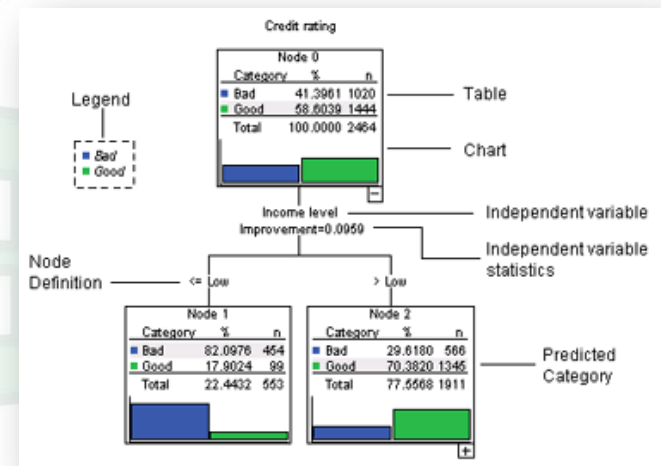 Credit rating
Node 0
Category % n
Bad 41.3961 1020
Good 58.6039 1444
Total 100.0000 2464
Table
Legend
Bad
Good
Chart
Income level
Independent variable
Improvement=0.0959
Independent variable
statistics
Node
Definition
<= Low
> Low
Node 1
Category % n
Bad 82.0976 454
Good 17.9024 99
Total 22.4432 553
Node 2
Category % n
Bad 29.6180 566
Good 70.3820 1345
Total 77.5568 1911
Predicted
Category